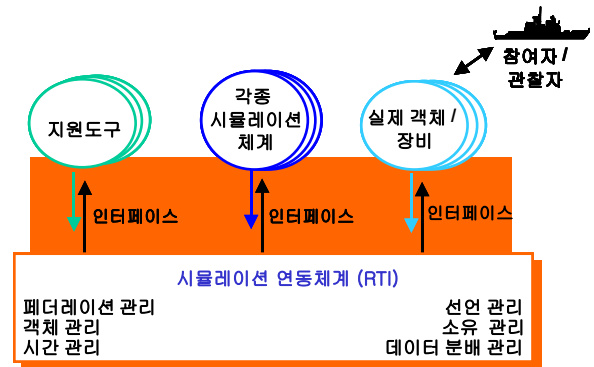 참여자 /
관찰자
지원도구
각종
시뮬레이션
체계
실제 객체 /
장비
인터페이스
인터페이스
인터페이스
시뮬레이션 연동체계 (RTI)
페더레이션 관리
선언 관리
객체 관리
소유 관리
시간 관리
데이터 분배 관리